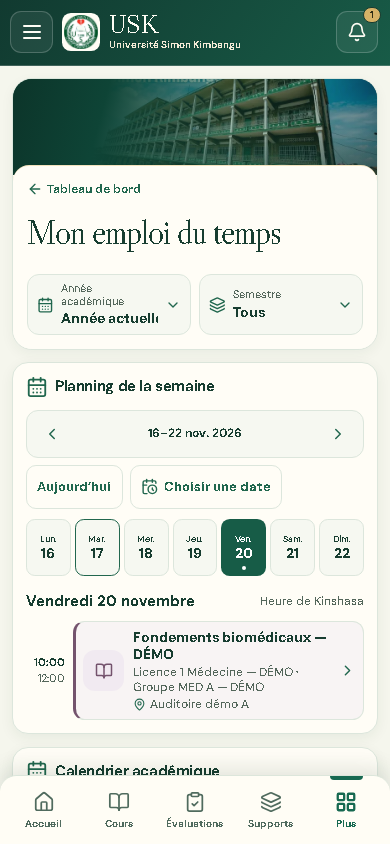 1
USK
Université Simon Kimbangu
Tableau de bord
Mon emploi du temps
Année
académique
Année actuelle
Semestre
Tous
Planning de la semaine
16–22 nov. 2026
Aujourd'hui
Choisir une date
Lun. Mar. Mer. Jeu. Ven. Sam. Dim.
16 17 18 19 20 21 22
Vendredi 20 novembre
Heure de Kinshasa
10:00
12:00
Fondements biomédicaux —
DÉMO
Licence 1 Médecine — DÉMO ·
Groupe MED A — DÉMO
Auditoire démo A
Calendrier académique
Accueil
Cours
Évaluations
Supports
Plus